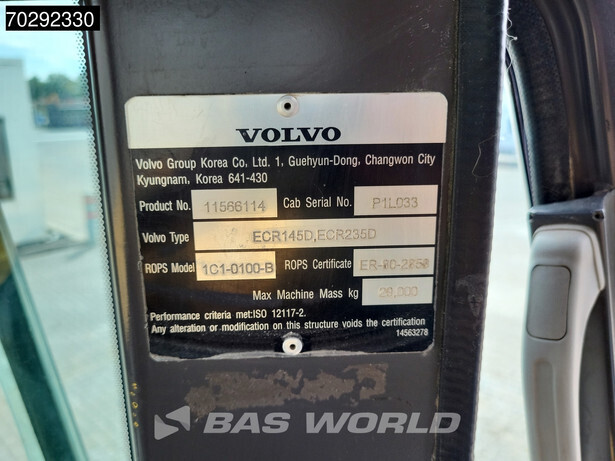 70292330
VOLVO
Volvo Group Korea Co, Ltd. 1, Guehyun-Dong, Changwon City
Kyungnam, Korea 641-430
Product No. 11566114 Cab Serial No. P1L033
Volvo Type ECR145D,ECR235D
ROPS Model 1C1-0100-B ROPS Certificate
Max Machine Mass kg 29,000
Performance criteria met:ISO 12117-2.
Any alteration or modification on this structure voids the certification
14563278
BAS WORLD